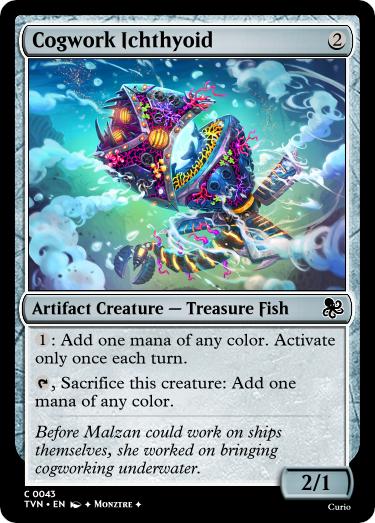 Cogwork Ichthyoid 2
Artifact Creature — Treasure Fish
1 : Add one mana of any color. Activate
only once each turn.
, Sacrifice this creature: Add one
mana of any color.
Before Malzan could work on ships
themselves, she worked on bringing
cogworking underwater.
2/1
C 0043
TVN • EN ✦ Monztre ✦
Curio